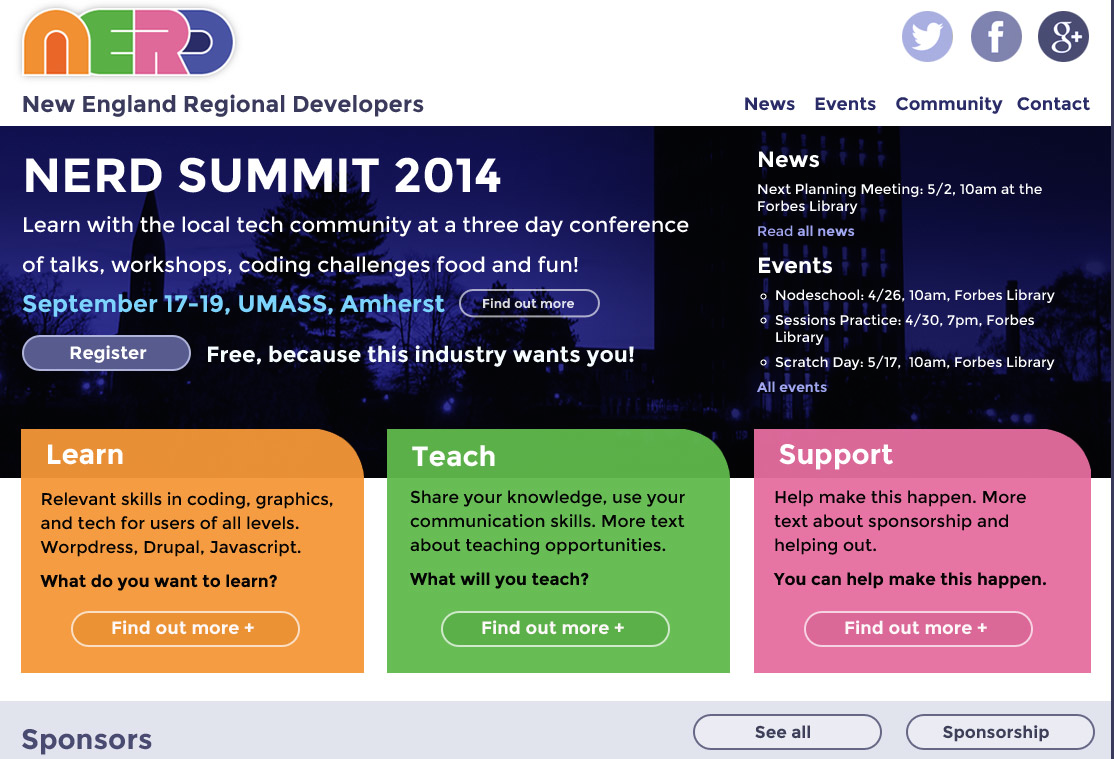 NERD
New England Regional Developers
f
g+
News Events Community Contact
NERD SUMMIT 2014
Learn with the local tech community at a three day conference
of talks, workshops, coding challenges food and fun!
September 17-19, UMASS, Amherst
Find out more
Register
Free, because this industry wants you!
News
Next Planning Meeting: 5/2, 10am at the
Forbes Library
Read all news
Events
Nodeschool: 4/26, 10am, Forbes Library
Sessions Practice: 4/30, 7pm, Forbes
Library
Scratch Day: 5/17, 10am, Forbes Library
All events
Learn
Relevant skills in coding, graphics,
and tech for users of all levels.
Worpdress, Drupal, Javascript.
What do you want to learn?
Find out more +
Teach
Share your knowledge, use your
communication skills. More text
about teaching opportunities.
What will you teach?
Find out more +
Support
Help make this happen. More
text about sponsorship and
helping out.
You can help make this happen.
Find out more +
Sponsors
See all
Sponsorship